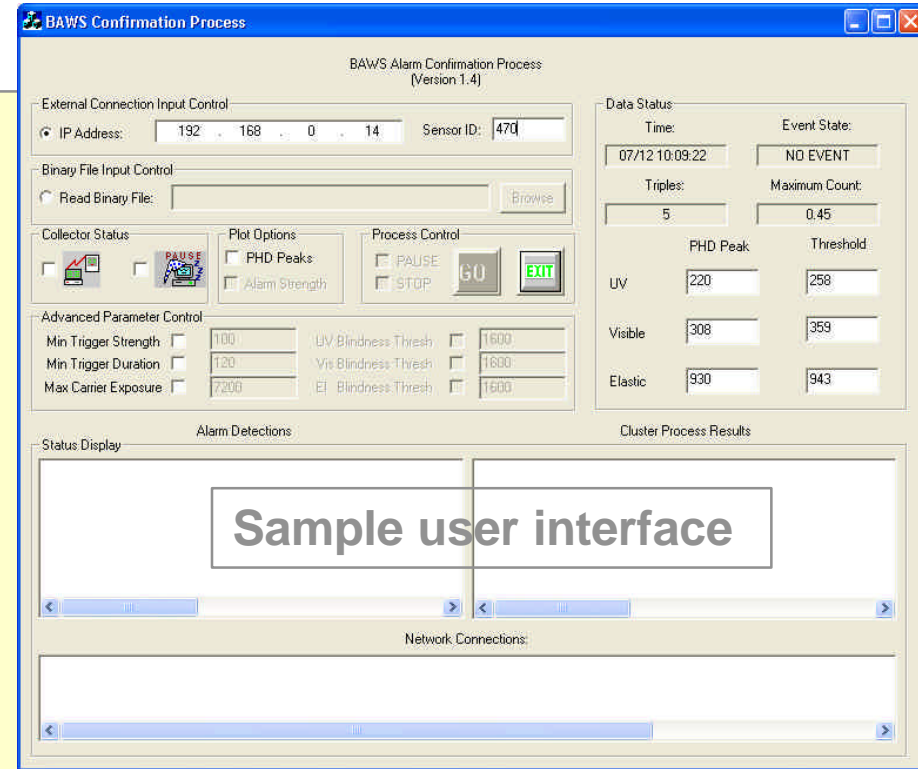 BAWS Confirmation Process
BAWS Alarm Confirmation Process
(Version 1.4)
External Connection Input Control
IP Address: 192 . 168 . 0 . 14 Sensor ID: 470
Binary File Input Control
Read Binary File: Browse
Collector Status
PAUSE
Plot Options
PHD Peaks
Alarm Strength
Process Control
PAUSE
STOP
GO
EXIT
Advanced Parameter Control
Min Trigger Strength 100 UV Blindness Thresh 1600
Min Trigger Duration 120 Vis Blindness Thresh 1600
Max Carrier Exposure 7200 El Blindness Thresh 1600
Data Status
Time: Event State:
07/12 10:09:22 NO EVENT
Triples: Maximum Count:
5 0.45
PHD Peak Threshold
UV 220 258
Visible 308 359
Elastic 930 943
Alarm Detections Cluster Process Results
Status Display
Sample user interface
Network Connections: